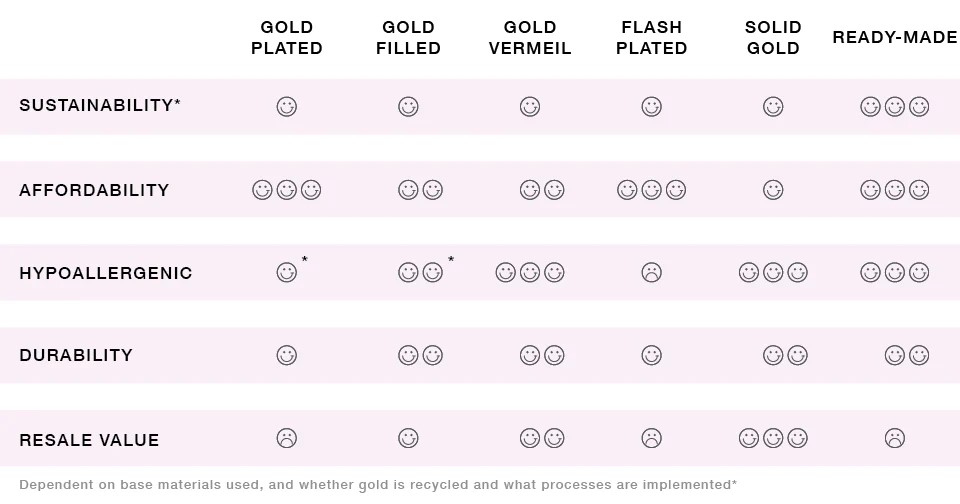 GOLD PLATED
GOLD FILLED
GOLD VERMEIL
FLASH PLATED
SOLID GOLD
READY-MADE
SUSTAINABILITY*
AFFORDABILITY
HYPOALLERGENIC * *
DURABILITY
RESALE VALUE
Dependent on base materials used, and whether gold is recycled and what processes are implemented*